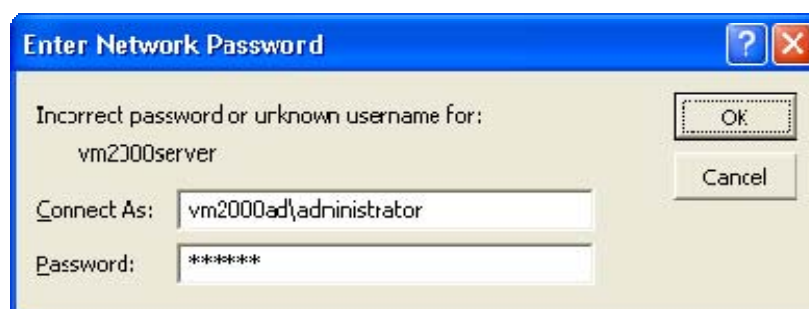 Enter Network Password
Incorrect password or unknown username for:
vm2000server
OK
Cancel
Connect As: vm2000ad\administrator
Password: ******